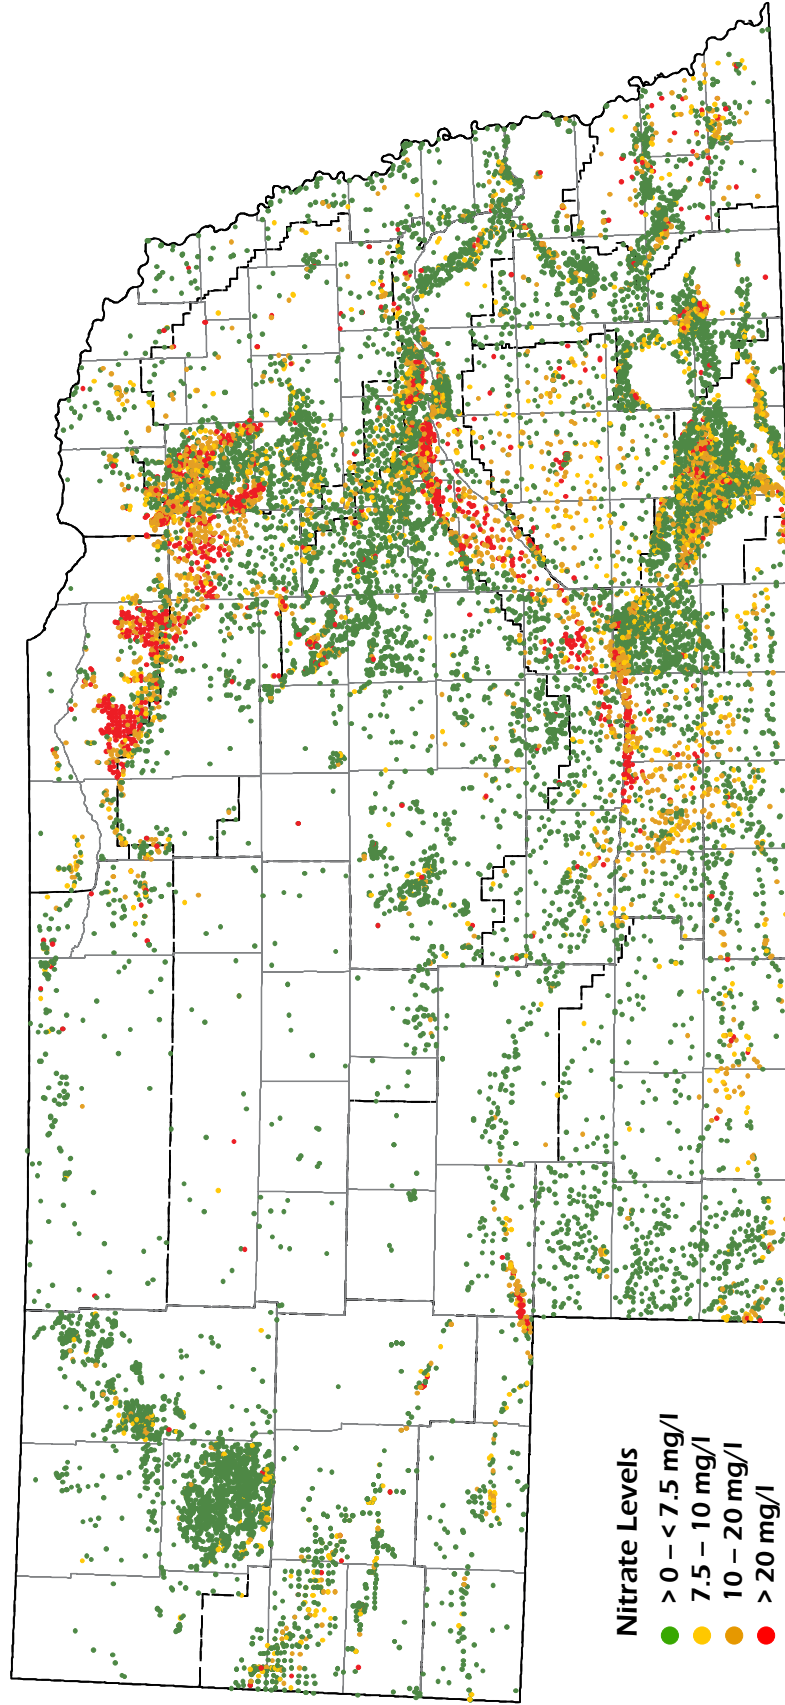 Nitrate Levels
> 0 – < 7.5 mg/l
7.5 – 10 mg/l
10 – 20 mg/l
> 20 mg/l